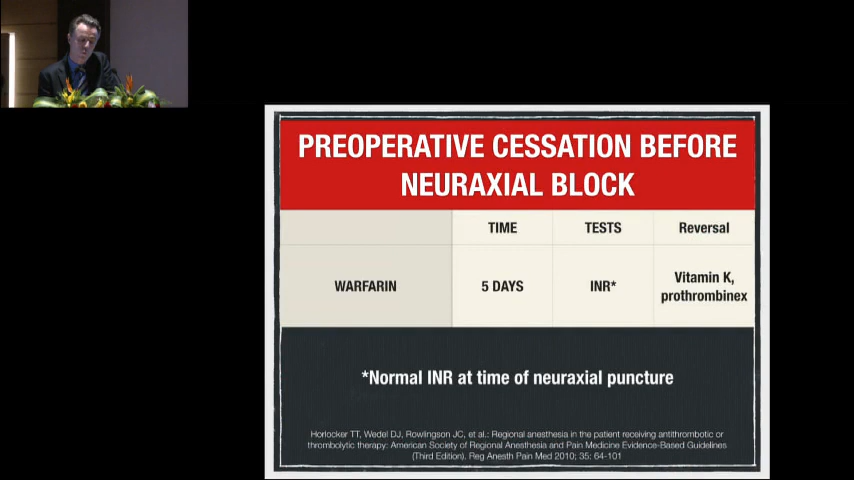 PREOPERATIVE CESSATION BEFORE
NEURAXIAL BLOCK
TIME TESTS Reversal
WARFARIN 5 DAYS INR* Vitamin K,
prothrombinex
*Normal INR at time of neuraxial puncture
Horlocker TT, Wedel DJ, Rowlingson JC, et al.: Regional anesthesia in the patient receiving antithrombotic or
thrombolytic therapy: American Society of Regional Anesthesia and Pain Medicine Evidence-Based Guidelines
(Third Edition). Reg Anesth Pain Med 2010; 35: 64-101